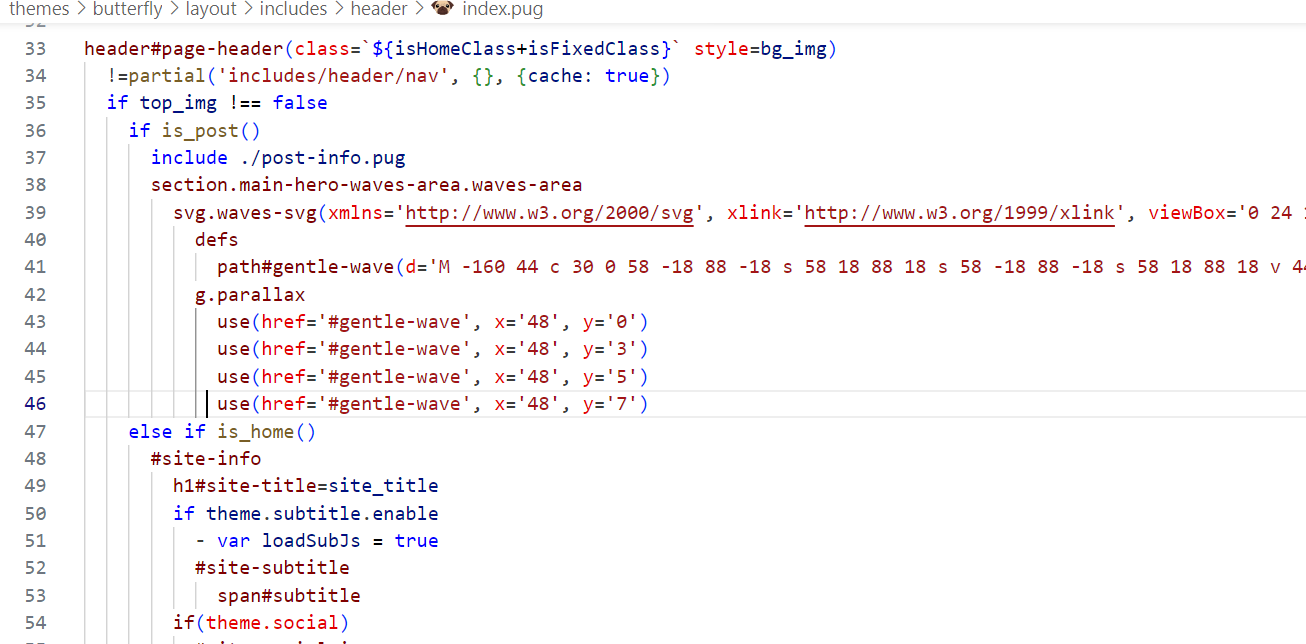 themes > butterfly > layout > includes > header > index.pug
33 header#page-header(class=`${isHomeClass+isFixedClass}` style=bg_img)
34 !=partial('includes/header/nav', {}, {cache: true})
35 if top_img !== false
36 if is_post()
37 include ./post-info.pug
38 section.main-hero-waves-area.waves-area
39 svg.waves-svg(xmlns='http://www.w3.org/2000/svg', xlink='http://www.w3.org/1999/xlink', viewBox='0 24
40 defs
41 path#gentle-wave(d='M -160 44 c 30 0 58 -18 88 -18 s 58 18 88 18 s 58 -18 88 -18 s 58 18 88 18 v 44
42 g.parallax
43 use(href='#gentle-wave', x='48', y='0')
44 use(href='#gentle-wave', x='48', y='3')
45 use(href='#gentle-wave', x='48', y='5')
46 use(href='#gentle-wave', x='48', y='7')
47 else if is_home()
48 #site-info
49 h1#site-title=site_title
50 if theme.subtitle.enable
51 - var loadSubJs = true
52 #site-subtitle
53 span#subtitle
54 if(theme.social)